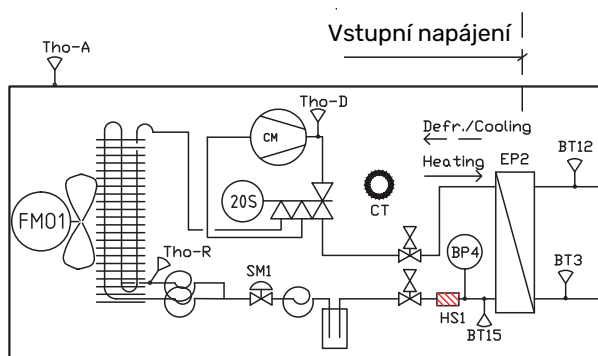 Vstupní napájení
Tho-A
Tho-D
CM
Defr./Cooling
Heating
EP2
BT12
20S
CT
FM01
Tho-R
SM1
BP4
BT3
HS1
BT15